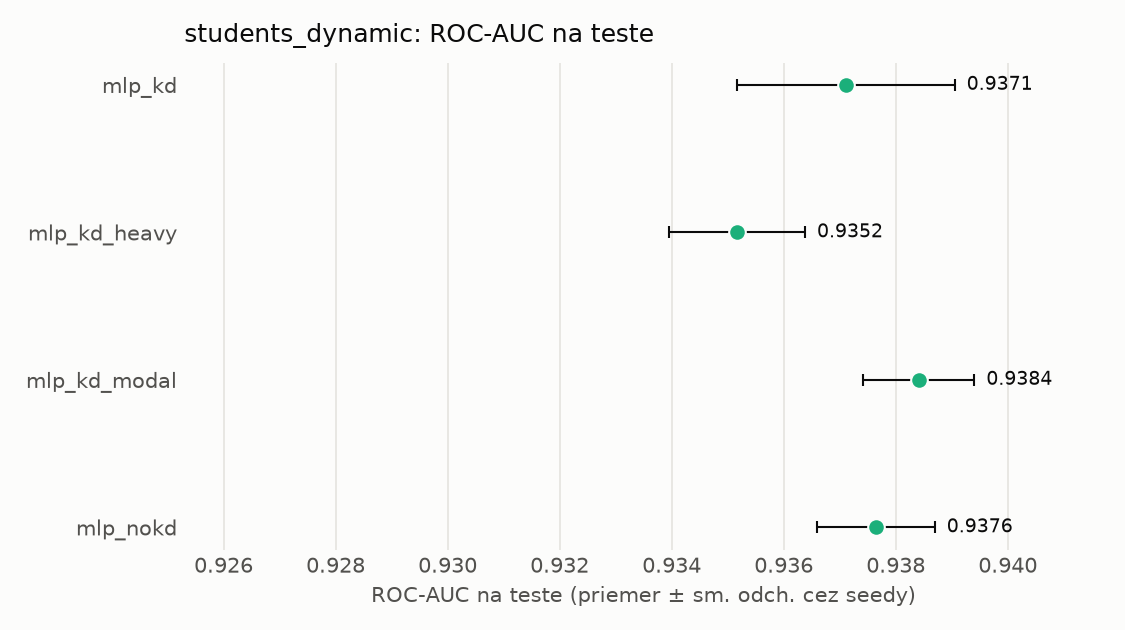 students_dynamic: ROC-AUC na teste
mlp_kd
0.9371
mlp_kd_heavy
0.9352
mlp_kd_modal
0.9384
mlp_nokd
0.9376
0.926 0.928 0.930 0.932 0.934 0.936 0.938 0.940
ROC-AUC na teste (priemer ± sm. odch. cez seedy)